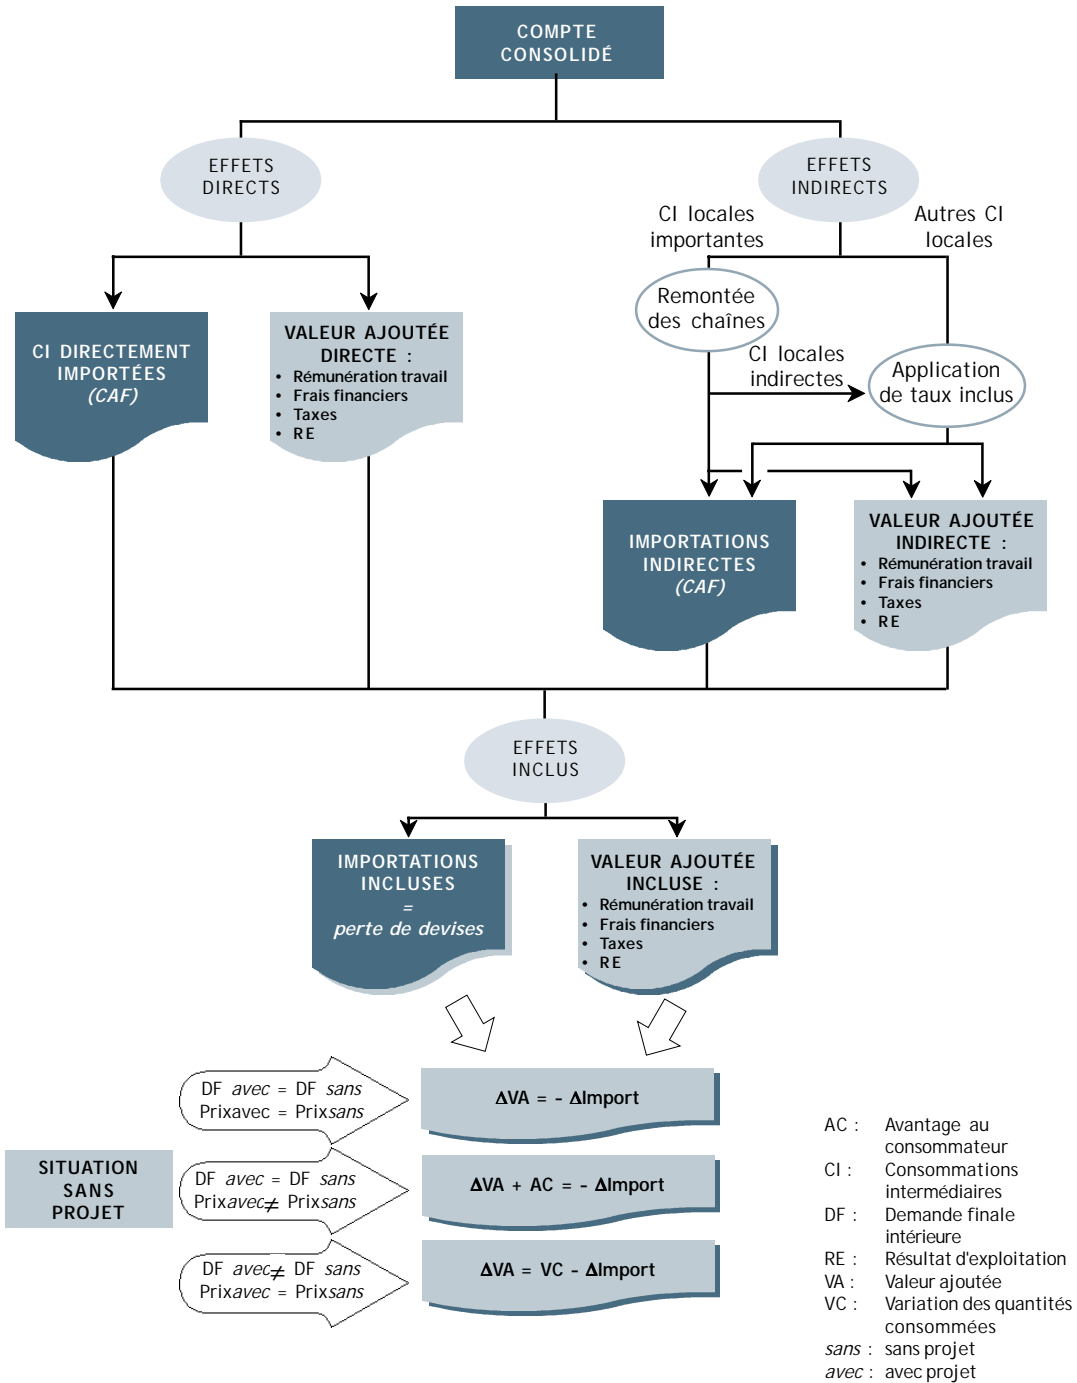 COMPTE
CONSOLIDÉ
EFFETS
DIRECTS
EFFETS
INDIRECTS
CI locales
importantes
Autres CI
locales
Remontée
des chaînes
CI locales
indirectes
Application
de taux inclus
CI DIRECTEMENT
IMPORTÉES
(CAF)
VALEUR AJOUTÉE
DIRECTE :
• Rémunération travail
• Frais financiers
• Taxes
• RE
IMPORTATIONS
INDIRECTES
(CAF)
VALEUR AJOUTÉE
INDIRECTE :
• Rémunération travail
• Frais financiers
• Taxes
• RE
EFFETS
INCLUS
IMPORTATIONS
INCLUSES
=
perte de devises
VALEUR AJOUTÉE
INCLUSE :
• Rémunération travail
• Frais financiers
• Taxes
• RE
SITUATION
SANS
PROJET
DF avec = DF sans
Prixavec = Prixsans
ΔVA = - ΔImport
DF avec = DF sans
Prixavec≠ Prixsans
ΔVA + AC = - ΔImport
DF avec≠ DF sans
Prixavec = Prixsans
ΔVA = VC - ΔImport
AC : Avantage au
consommateur
CI : Consommations
intermédiaires
DF : Demande finale
intérieure
RE : Résultat d'exploitation
VA : Valeur ajoutée
VC : Variation des quantités
consommées
sans : sans projet
avec : avec projet